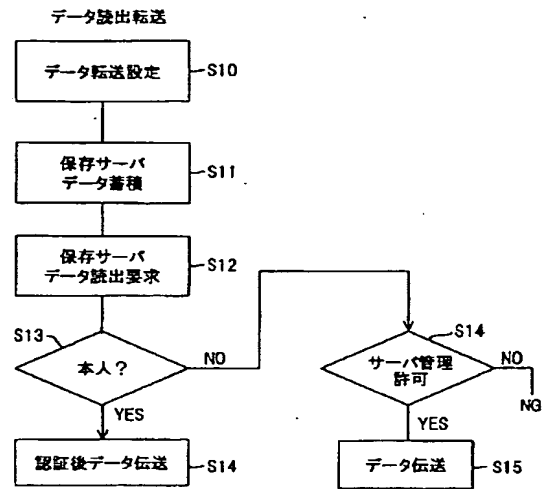 データ読出転送
データ転送設定
S10
保存サーバ
データ蓄積
S11
保存サーバ
データ読出要求
S12
S13
本人？
NO
YES
認証後データ伝送
S14
S14
サーバ管理
許可
NO
NG
YES
データ伝送
S15